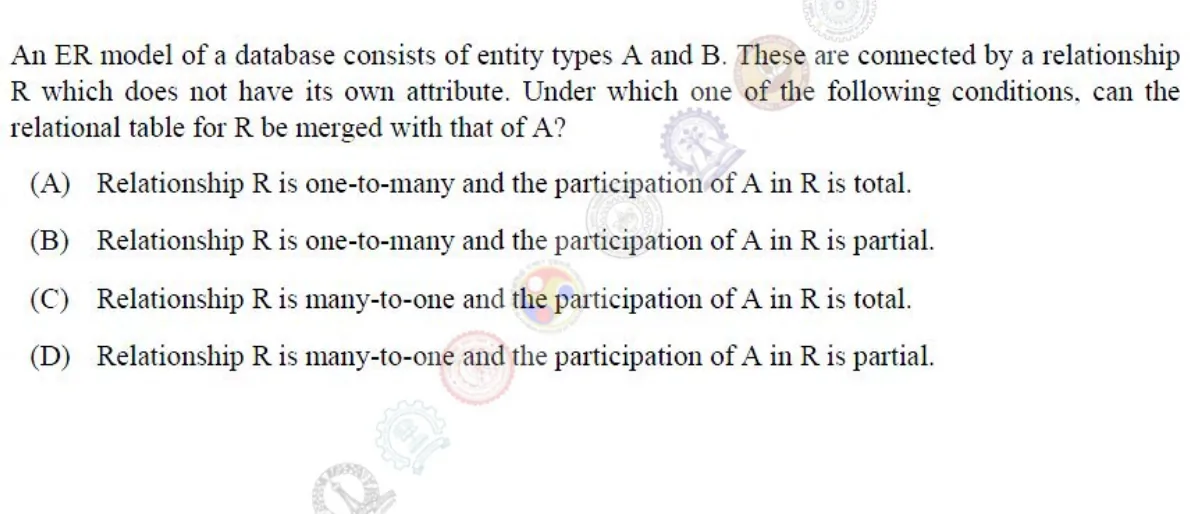 An ER model of a database consists of entity types A and B. These are connected by a relationship
R which does not have its own attribute. Under which one of the following conditions, can the
relational table for R be merged with that of A?
(A) Relationship R is one-to-many and the participation of A in R is total.
(B) Relationship R is one-to-many and the participation of A in R is partial.
(C) Relationship R is many-to-one and the participation of A in R is total.
(D) Relationship R is many-to-one and the participation of A in R is partial.